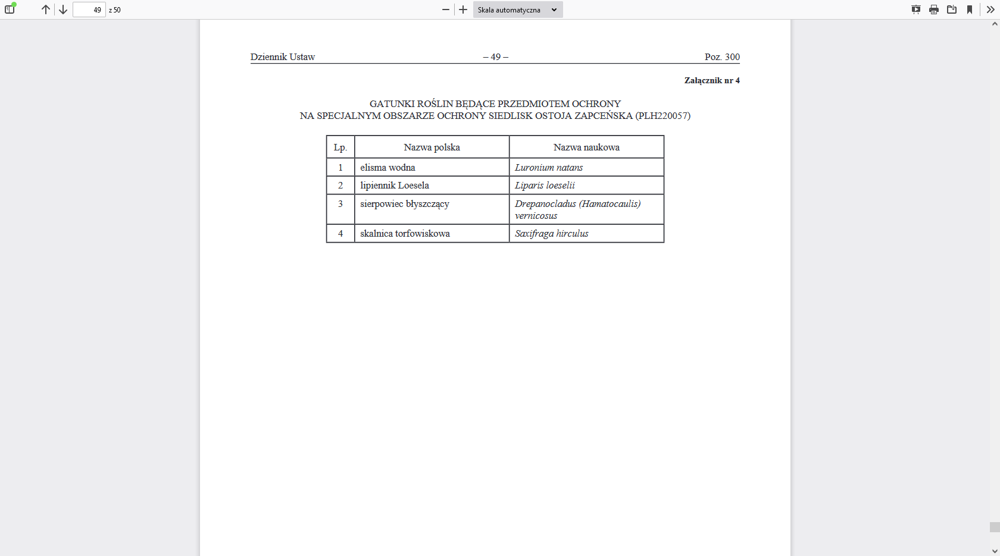 49
z 50
Skala automatyczna
Dziennik Ustaw – 49 – Poz. 300
Załącznik nr 4
GATUNKI ROŚLIN BĘDĄCE PRZEDMIOTEM OCHRONY
NA SPECJALNYM OBSZARZE OCHRONY SIEDLISK OSTOJA ZAPCEŃSKA (PLH220057)
Lp. Nazwa polska Nazwa naukowa
1 elisma wodna Luronium natans
2 lipiennik Loesela Liparis loeselii
3 sierpowiec błyszczący Drepanocladus (Hamatocaulis)
vernicosus
4 skalnica torfowiskowa Saxifraga hirculus